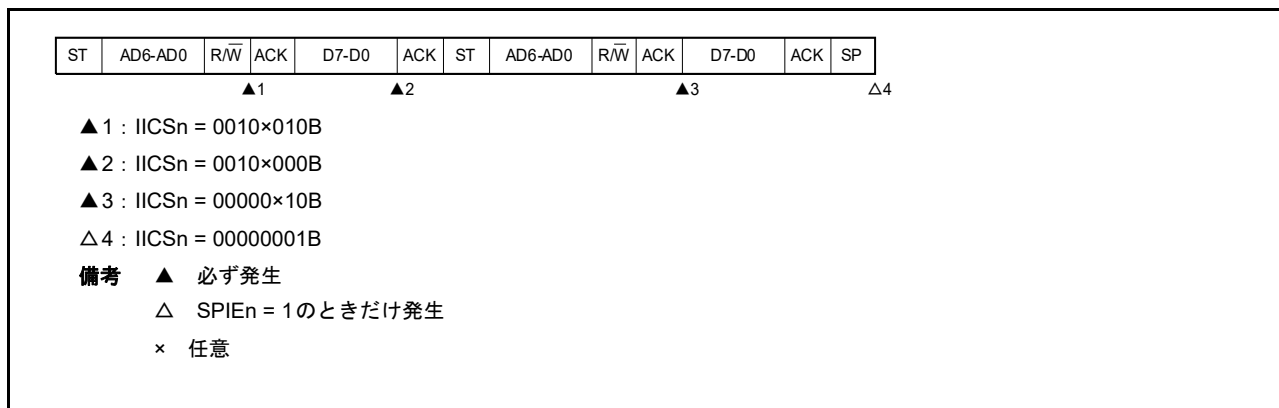 ST AD6-AD0 R/W̅ ACK D7-D0 ACK ST AD6-AD0 R/W̅ ACK D7-D0 ACK SP
▲1 ▲2 ▲3 △4
▲1：IICSn = 0010×010B
▲2：IICSn = 0010×000B
▲3：IICSn = 00000×10B
△4：IICSn = 00000001B
備考 ▲ 必ず発生
△ SPIEn = 1のときだけ発生
× 任意